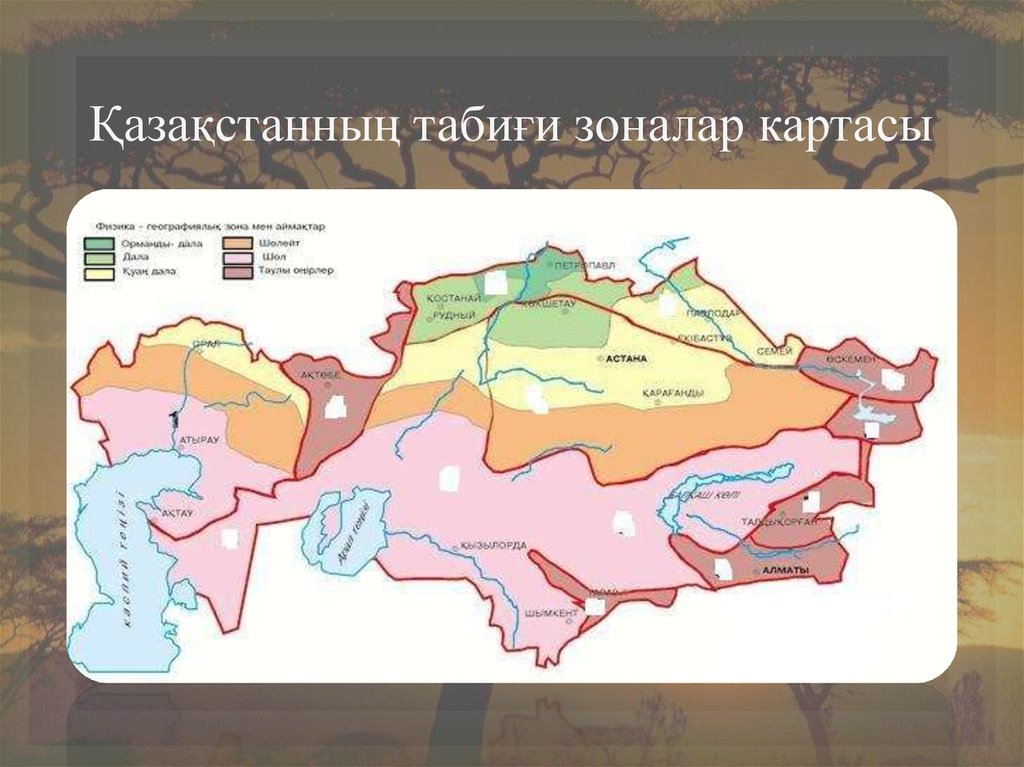 Қазақстанның табиғи зоналар картасы
Физика - географиялық зона мен аймақтар
Орманды- дала
Дала
Қуаң дала
Шөлейт
Шөл
Таулы өңірлер
ПЕТРОПАВЛ
ҚОСТАНАЙ
КӨКШЕТАУ
РУДНЫЙ
ПАВЛОДАР
ЕКІБАСТҰЗ
ОРАЛ
АСТАНА
СЕМЕЙ
ӨСКЕМЕН
АҚТӨБЕ
ҚАРАҒАНДЫ
АТЫРАУ
БАЛҚАШ КӨЛІ
АҚТАУ
Каспий теңізі
Арал теңізі
ТАЛДЫҚОРҒАН
ҚЫЗЫЛОРДА
АЛМАТЫ
ШЫМКЕНТ